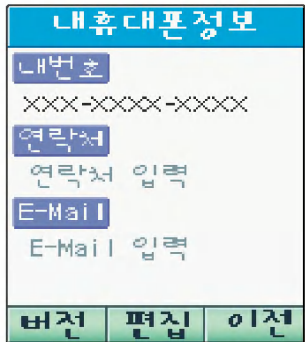 내휴대폰정보
내번호
XXX-XXXX-XXXX
연락처
연락처 입력
E-Mail
E-Mail 입력
버전 편집 이전